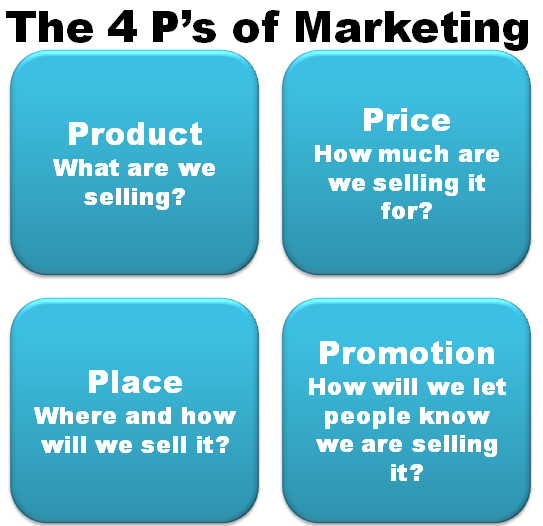 The 4 P’s of Marketing
Product
What are we
selling?
Price
How much are
we selling it
for?
Place
Where and how
will we sell it?
Promotion
How will we let
people know
we are selling
it?